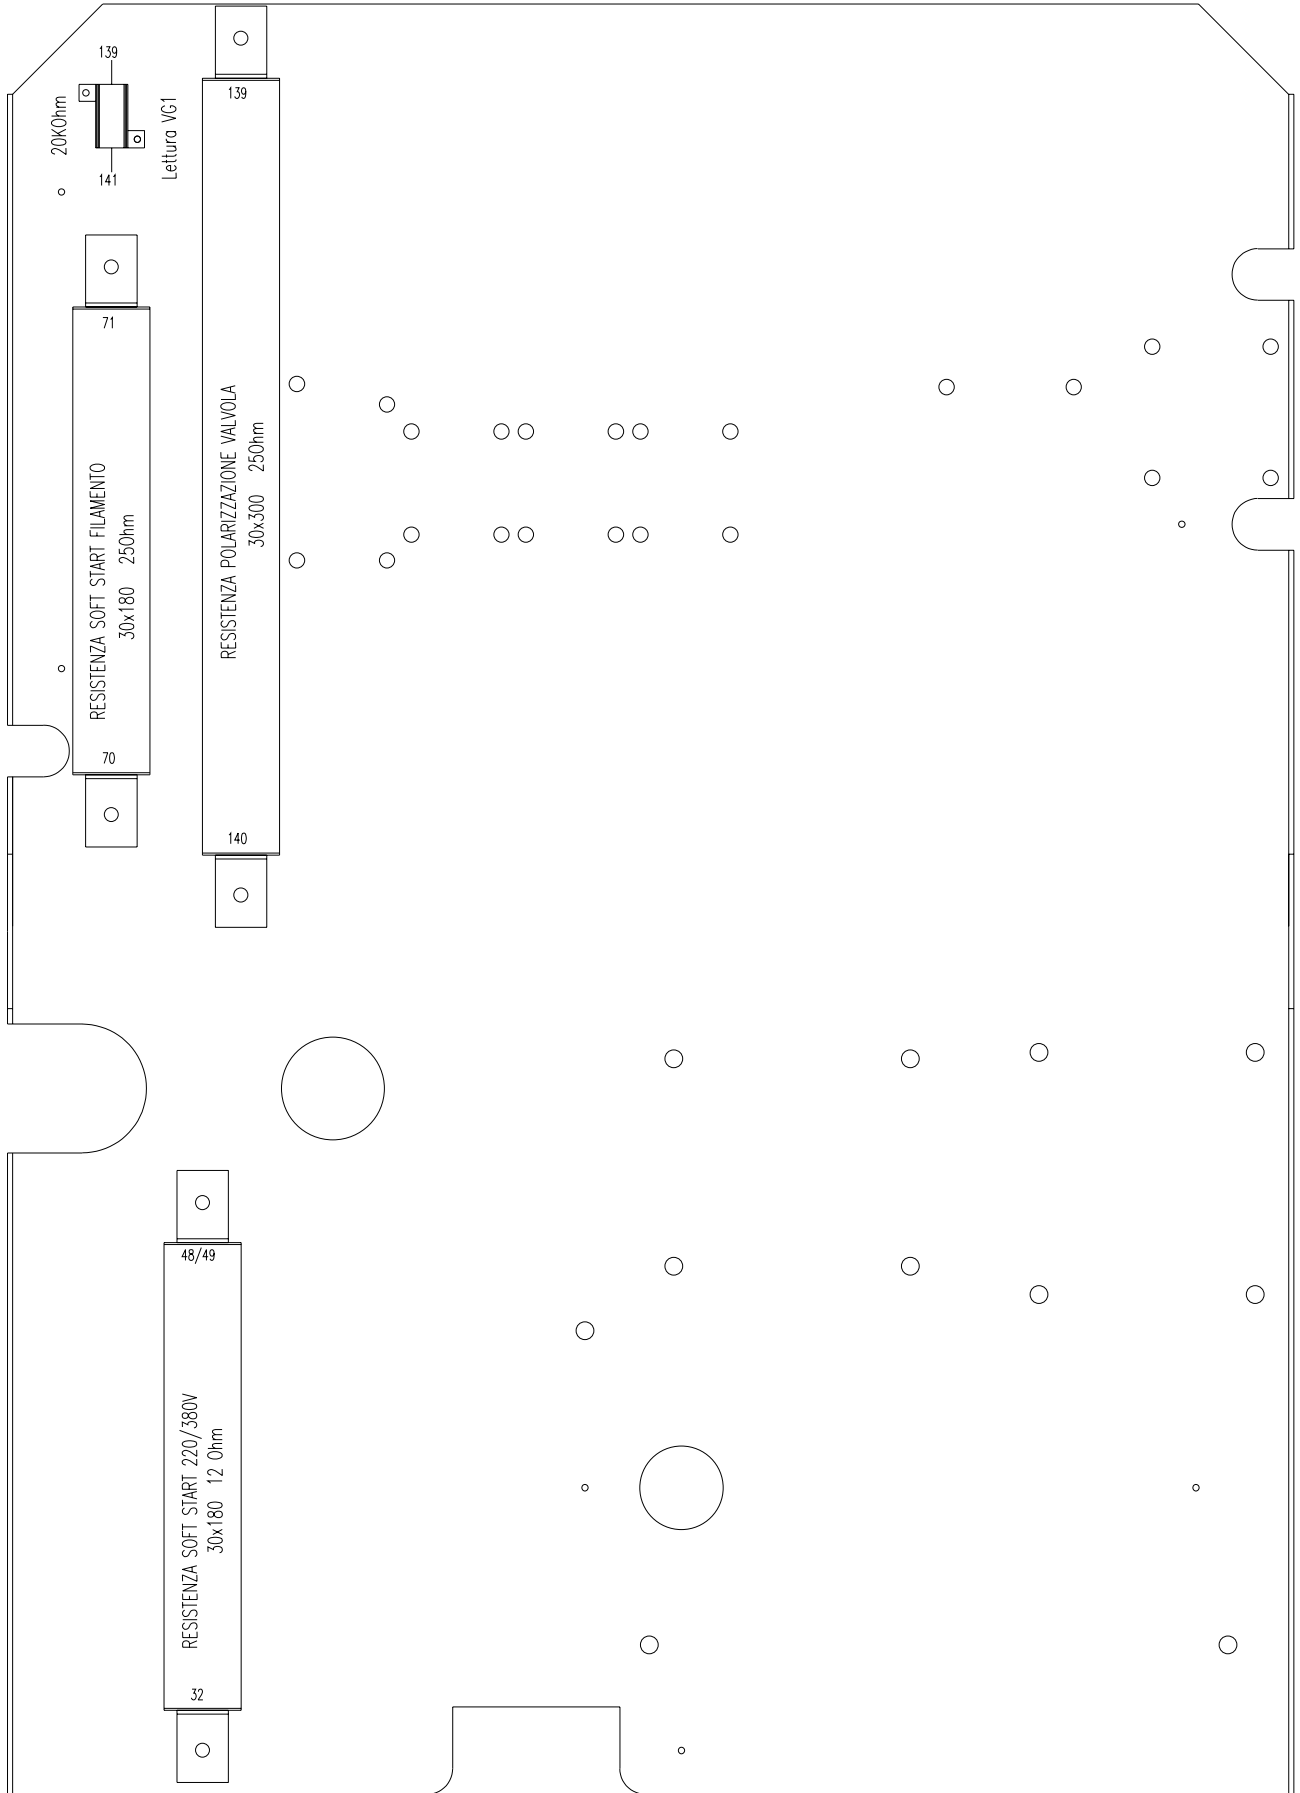 139
20KOhm
141
Lettura VG1
139
RESISTENZA POLARIZZAZIONE VALVOLA
30x300 25Ohm
140
71
RESISTENZA SOFT START FILAMENTO
30x180 25Ohm
70
48/49
RESISTENZA SOFT START 220/380V
30x180 12 Ohm
32